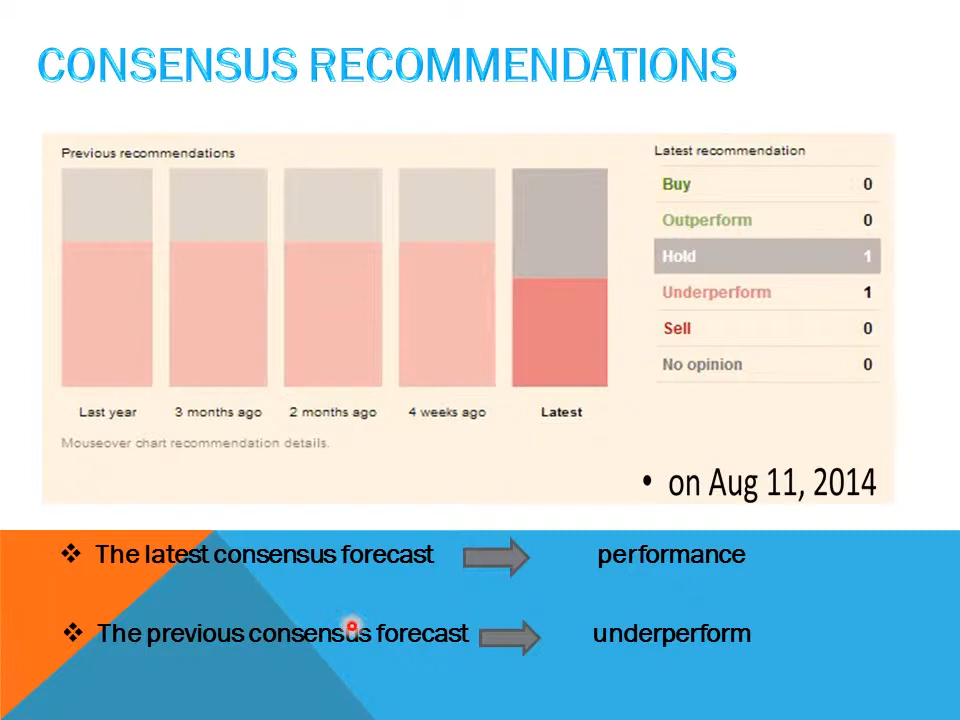 CONSENSUS RECOMMENDATIONS
Previous recommendations
Last year 3 months ago 2 months ago 4 weeks ago Latest
Mouseover chart recommendation details.
Latest recommendation
Buy 0
Outperform 0
Hold 1
Underperform 1
Sell 0
No opinion 0
• on Aug 11, 2014
❖ The latest consensus forecast performance
❖ The previous consensus forecast underperform